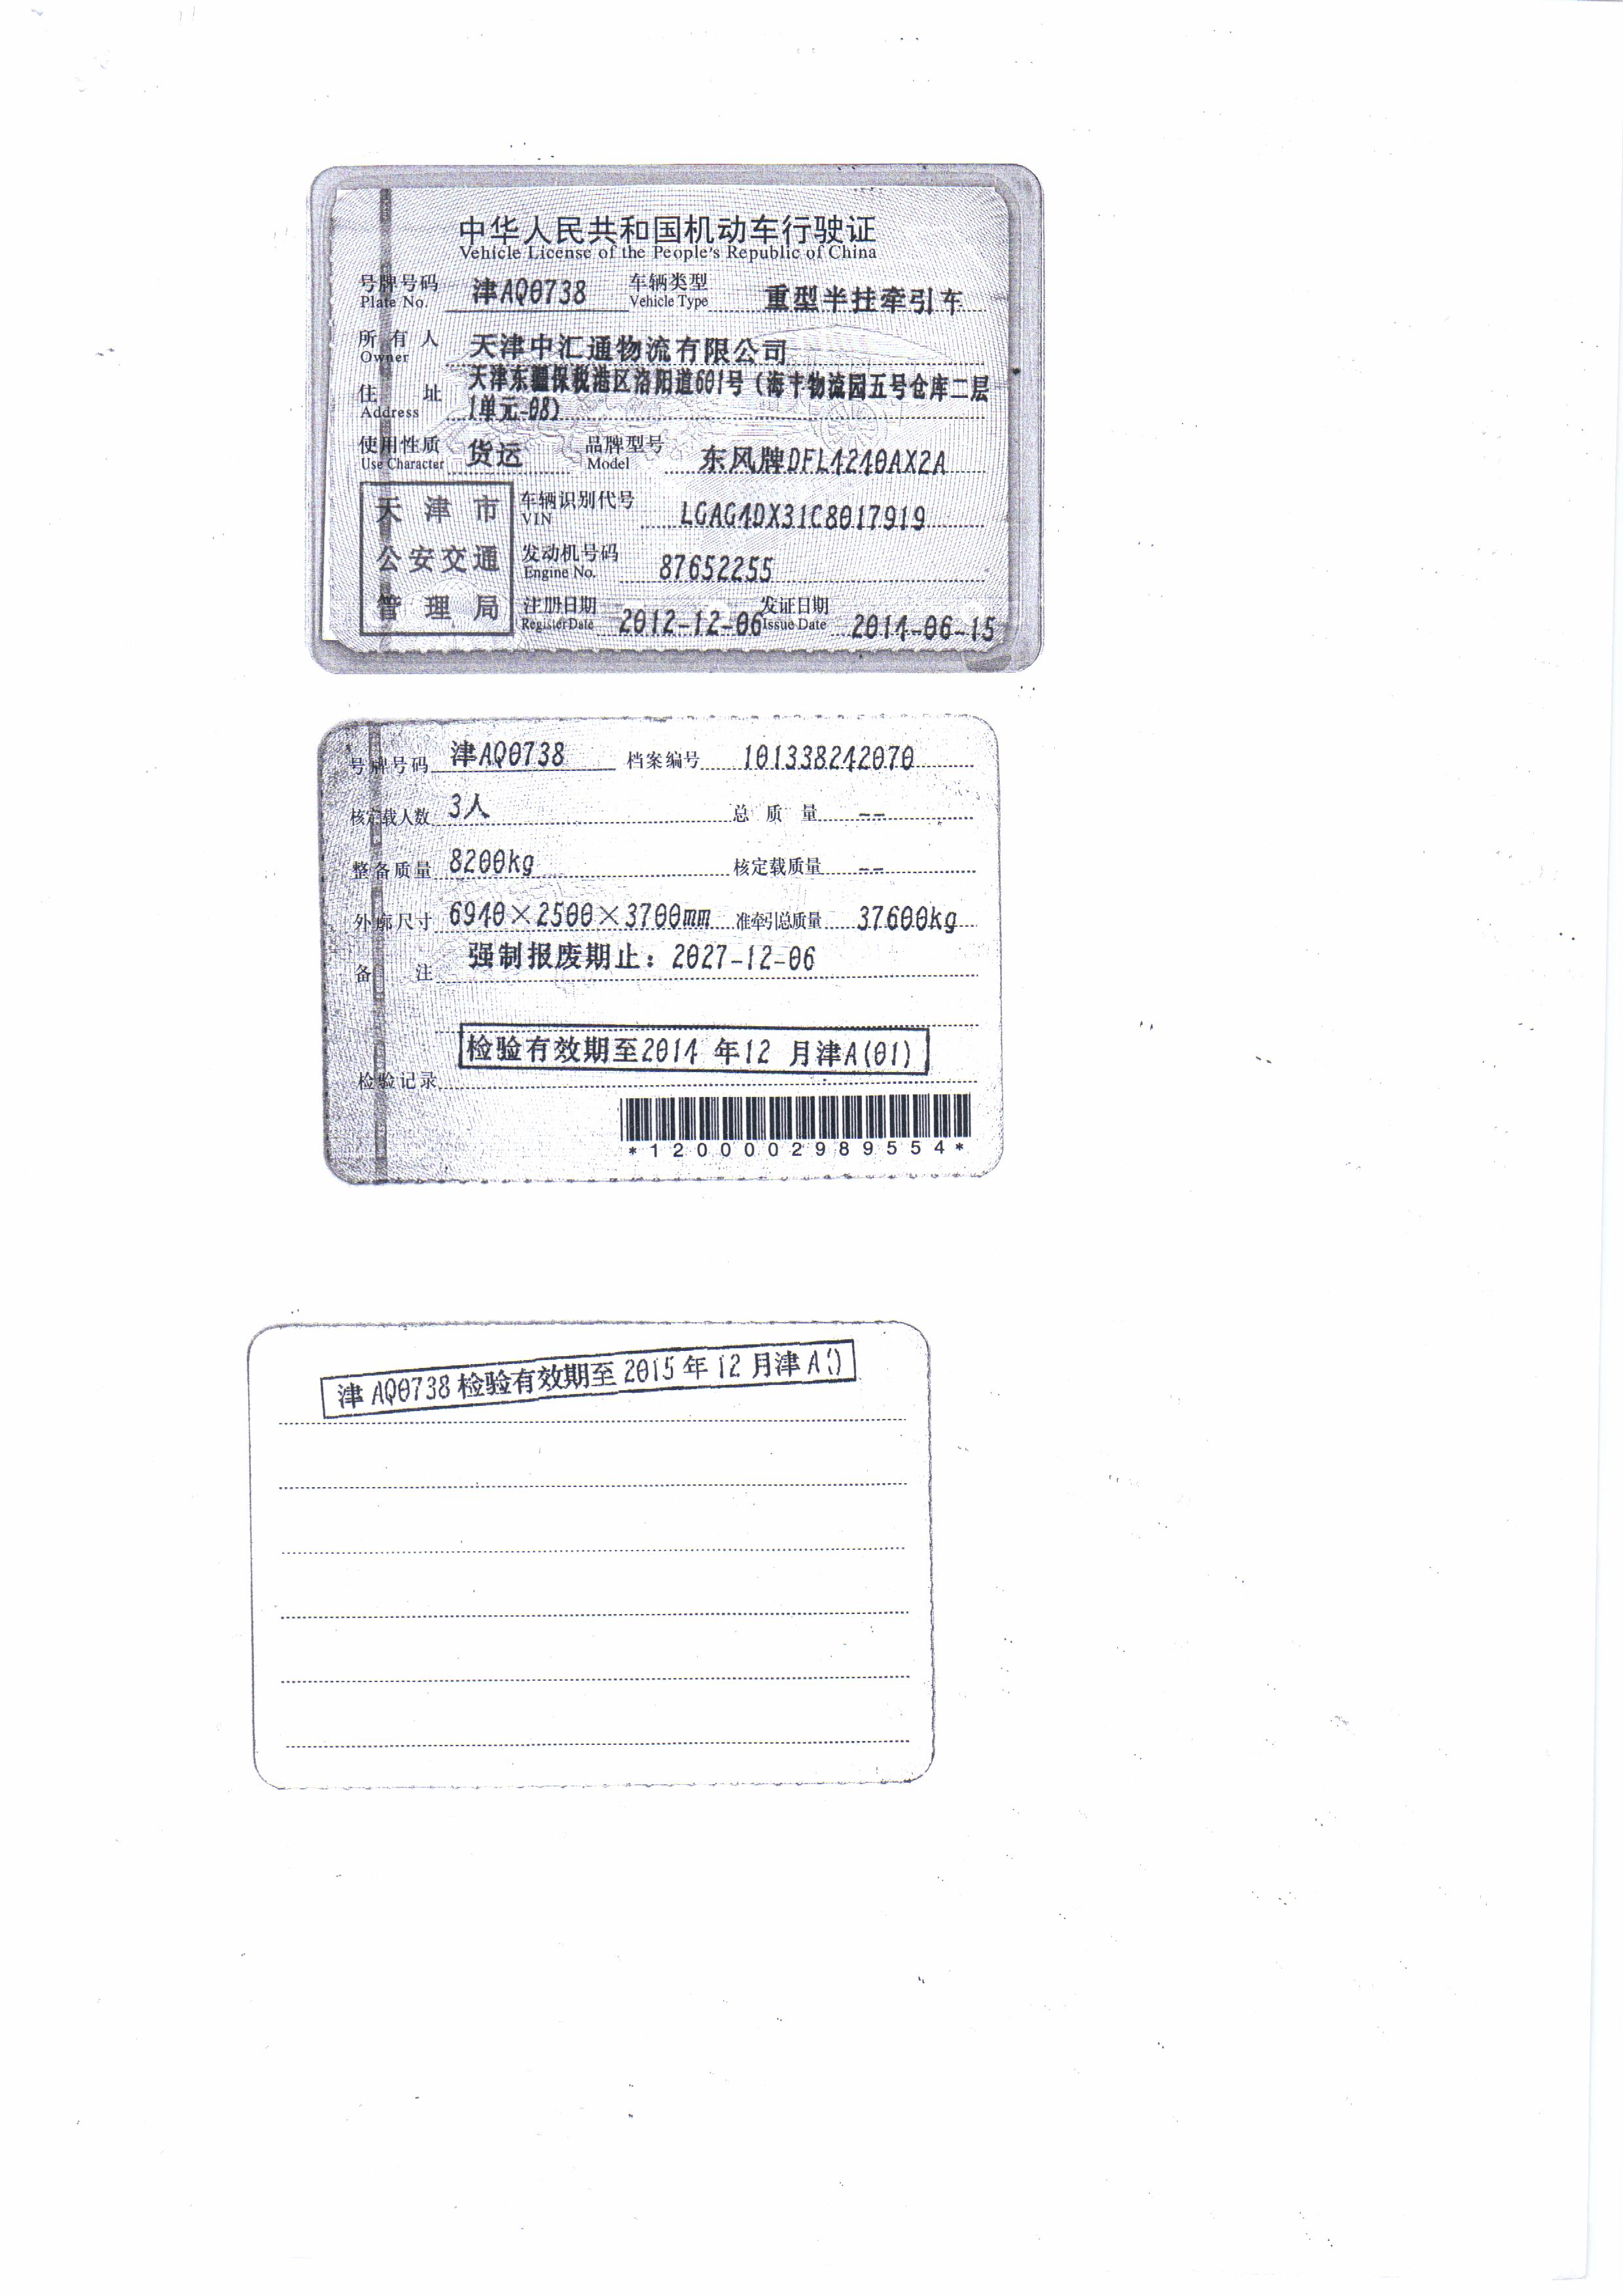 中华人民共和国机动车行驶证
Vehicle License of the People's Republic of China
号牌号码 津AQ0738 车辆类型 重型半挂牵引车
Plate No. Vehicle Type
所有人 天津中汇通物流有限公司
Owner
天津东疆保税港区洛阳道601号(海丰物流园五号仓库二层
住址 1单元-08)
Address
使用性质 货运 品牌型号 东风牌DFL4240AX2A
Use Character Model
天津市 车辆识别代号 LGAG4DX31C8017919
VIN
公安交通 发动机号码 87652255
Engine No.
管理局 注册日期 2012-12-06 发证日期 2014-06-15
Register Date Issue Date
号牌号码 津AQ0738 档案编号 101338242070
核定载人数 3人 总质量 --
整备质量 8200kg 核定载质量 --
外廓尺寸 6940×2500×3700mm 准牵引总质量 37600kg
备注 强制报废期止:2027-12-06
检验有效期至2014 年12 月津A(01)
检验记录
*1200002989554*
津 AQ0738 检验有效期至 2015 年 12 月津 A